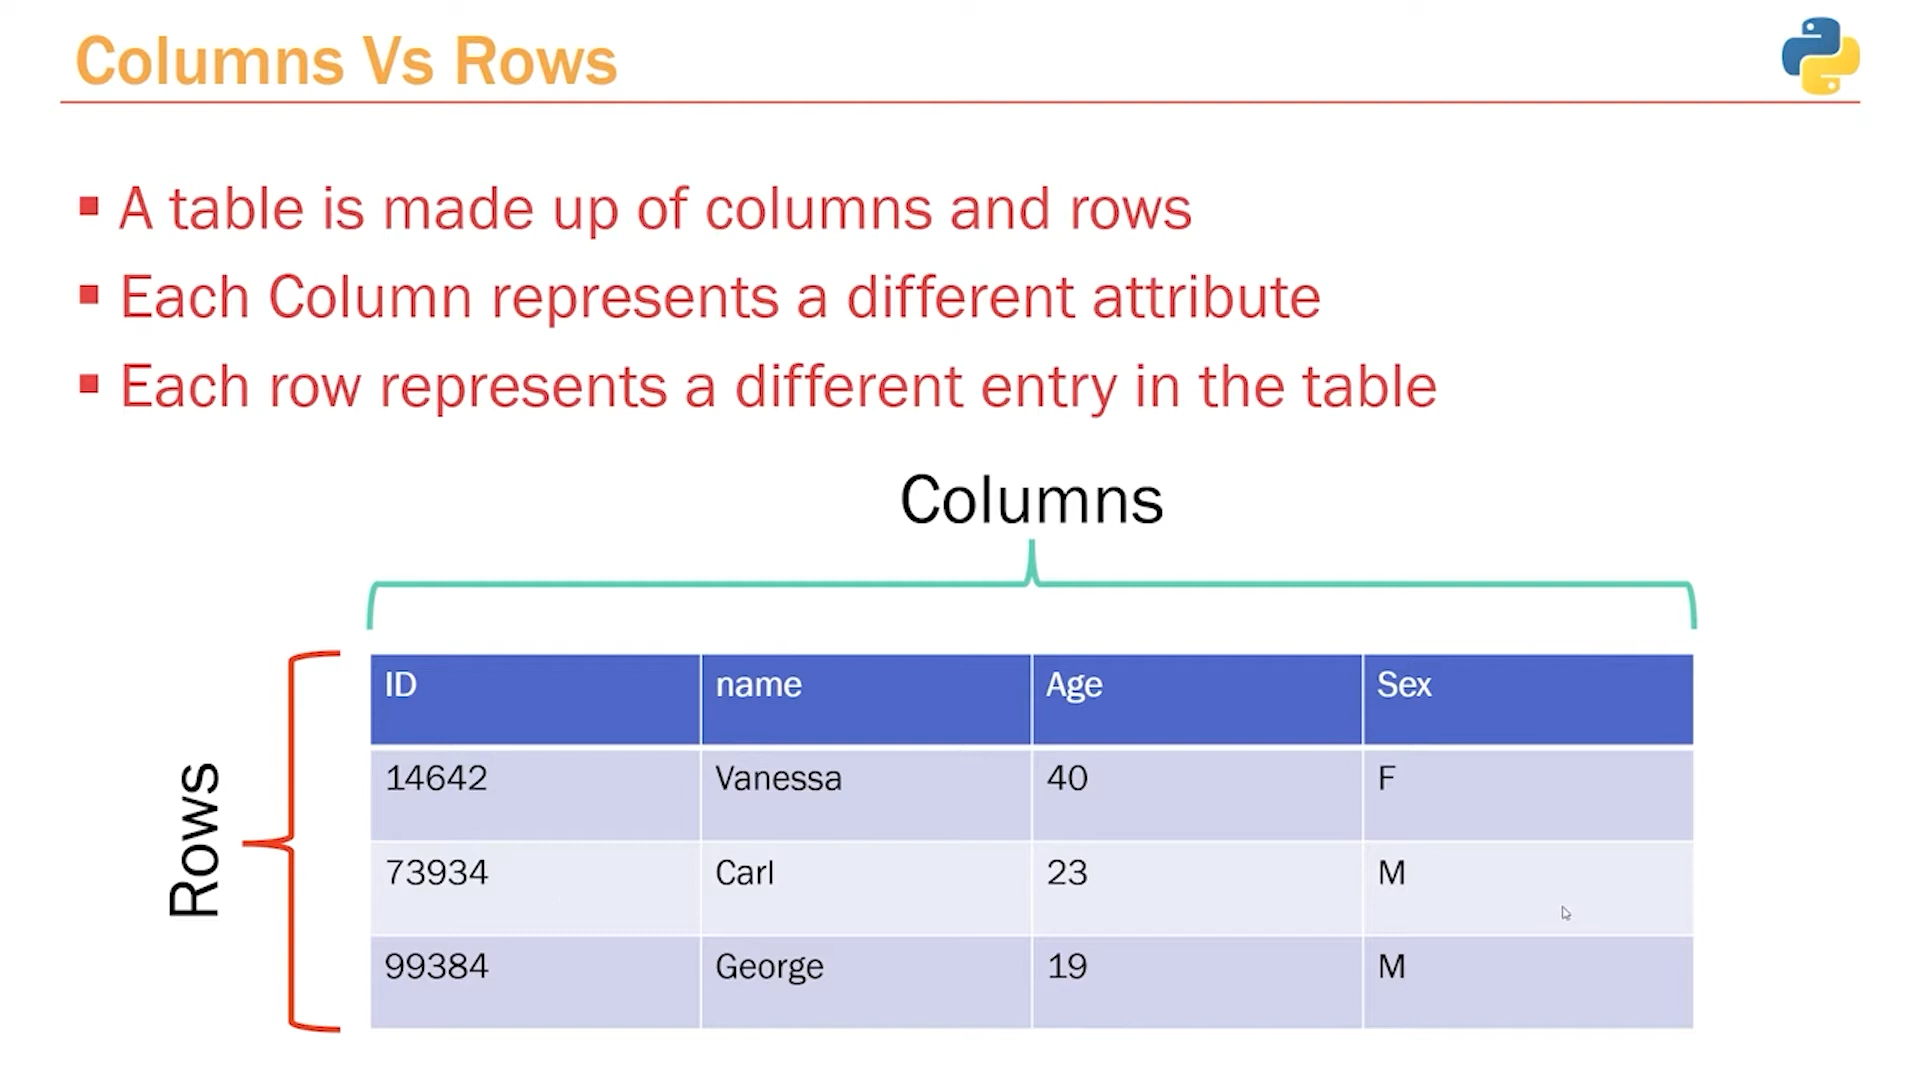 Columns Vs Rows
▪ A table is made up of columns and rows
▪ Each Column represents a different attribute
▪ Each row represents a different entry in the table
Columns
Rows
ID name Age Sex
14642 Vanessa 40 F
73934 Carl 23 M
99384 George 19 M